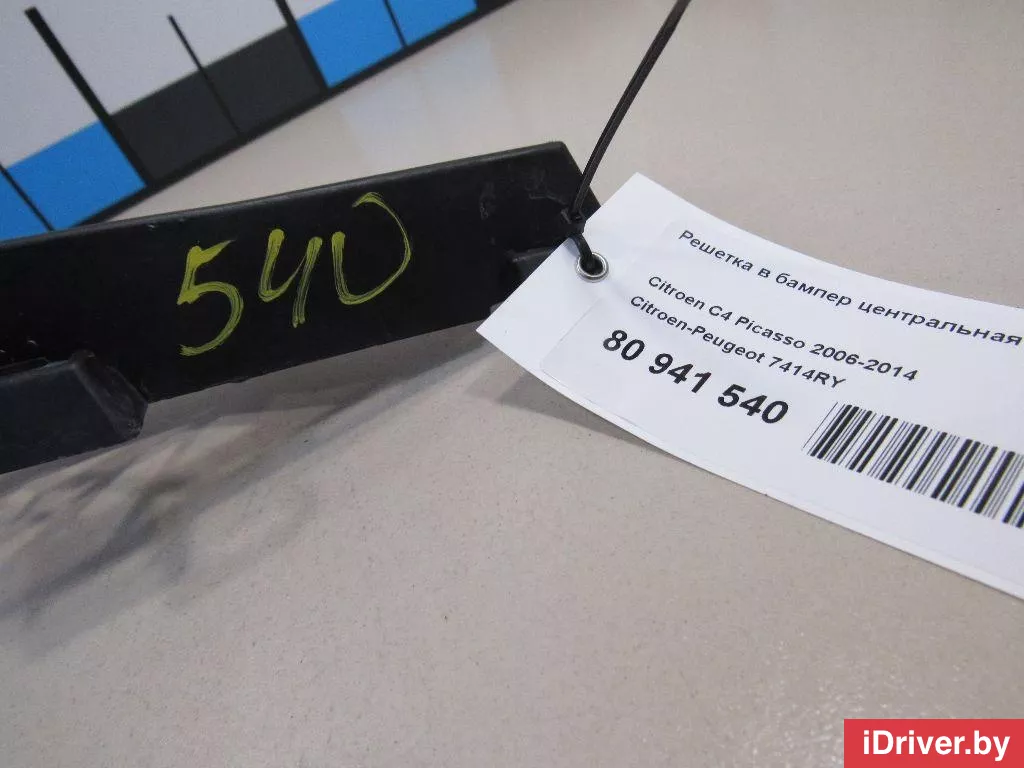 540
Решетка в бампер центральная
Citroen C4 Picasso 2006-2014
Citroen-Peugeot 7414RY
80 941 540
iDriver.by